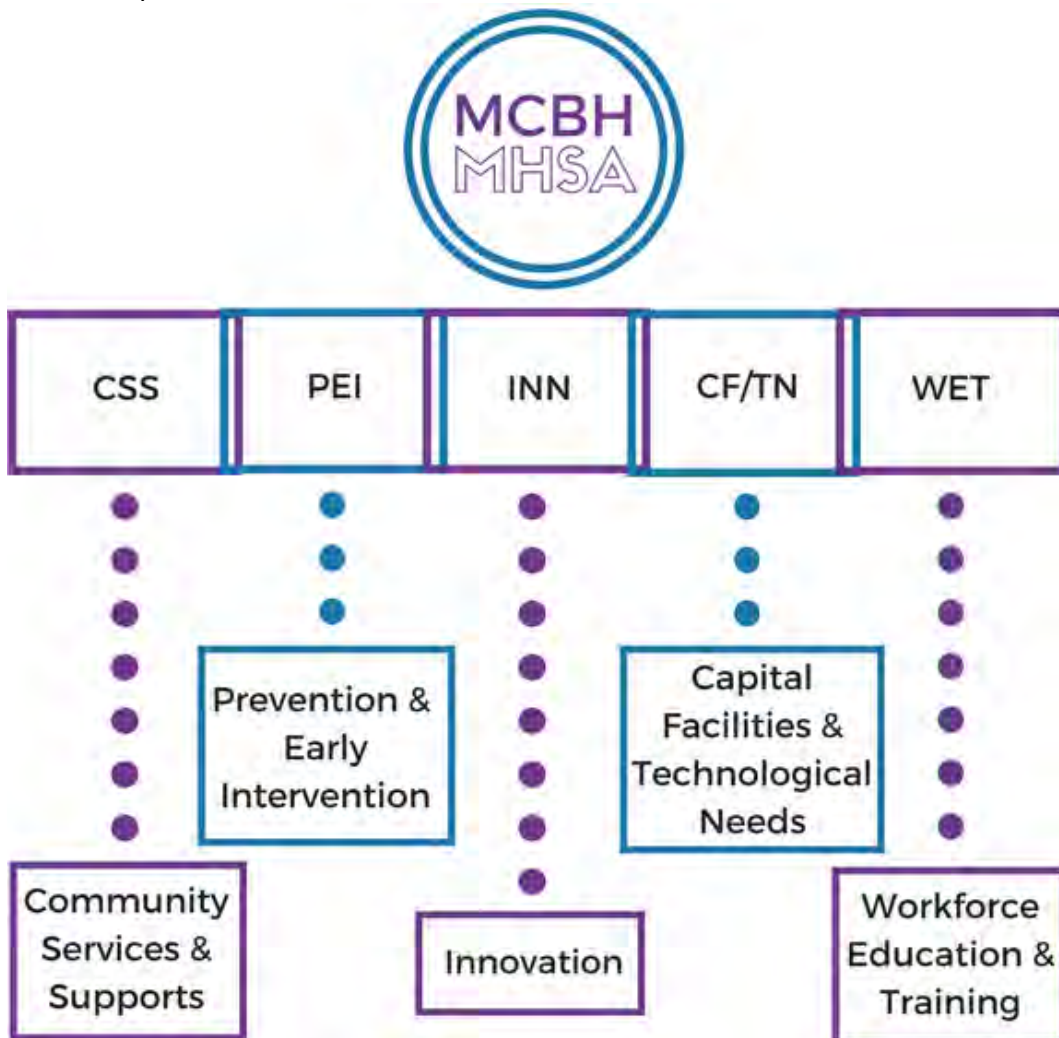 MCBH
MHSA
CSS
PEI
INN
CF/TN
WET
Prevention &
Early
Intervention
Capital
Facilities &
Technological
Needs
Community
Services &
Supports
Innovation
Workforce
Education &
Training